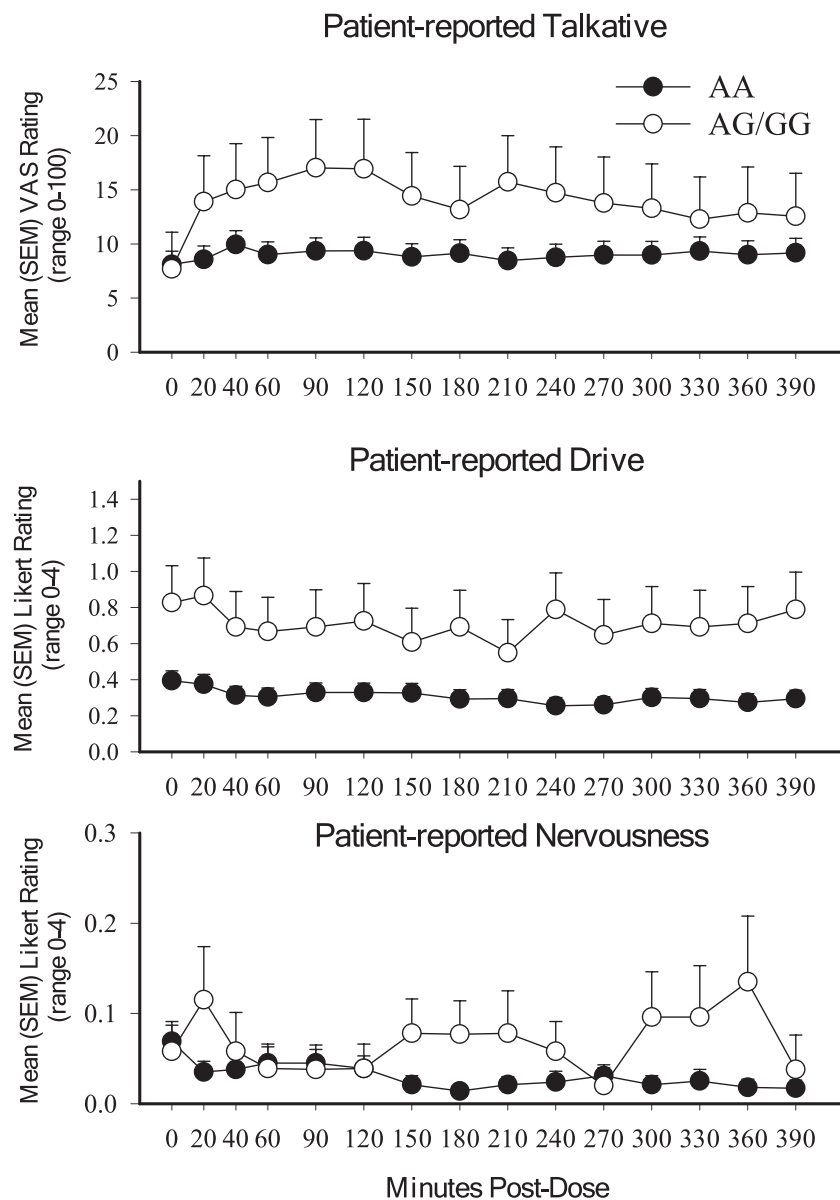 Patient-reported Talkative
Mean (SEM) VAS Rating
(range 0-100)
25
20
15
10
5
0
AA
AG/GG
0 20 40 60 90 120 150 180 210 240 270 300 330 360 390
Patient-reported Drive
Mean (SEM) Likert Rating
(range 0-4)
1.4
1.2
1.0
0.8
0.6
0.4
0.2
0.0
0 20 40 60 90 120 150 180 210 240 270 300 330 360 390
Patient-reported Nervousness
Mean (SEM) Likert Rating
(range 0-4)
0.3
0.2
0.1
0.0
0 20 40 60 90 120 150 180 210 240 270 300 330 360 390
Minutes Post-Dose